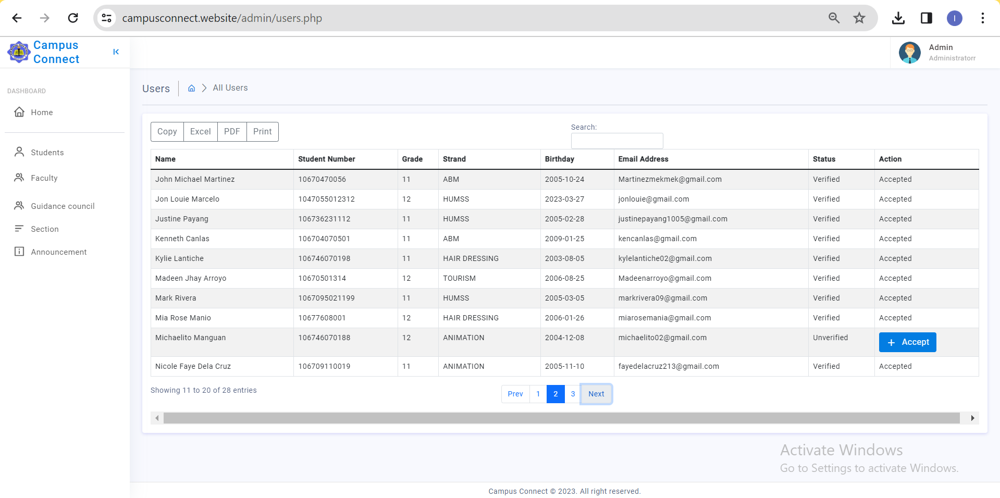 campusconnect.website/admin/users.php
I
Campus
Connect
Admin
Administratorr
DASHBOARD
Home
Students
Faculty
Guidance council
Section
Announcement
Users
All Users
Copy Excel PDF Print
Search:
Name Student Number Grade Strand Birthday Email Address Status Action
John Michael Martinez 10670470056 11 ABM 2005-10-24 Martinezmekmek@gmail.com Verified Accepted
Jon Louie Marcelo 1047055012312 12 HUMSS 2023-03-27 jonlouie@gmail.com Verified Accepted
Justine Payang 106736231112 11 HUMSS 2005-02-28 justinepayang1005@gmail.com Verified Accepted
Kenneth Canlas 106704070501 11 ABM 2009-01-25 kencanlas@gmail.com Verified Accepted
Kylie Lantiche 106746070198 11 HAIR DRESSING 2003-08-05 kylelantiche02@gmail.com Verified Accepted
Madeen Jhay Arroyo 10670501314 12 TOURISM 2006-08-25 Madeenarroyo@gmail.com Verified Accepted
Mark Rivera 1067095021199 11 HUMSS 2005-03-05 markrivera09@gmail.com Verified Accepted
Mia Rose Manio 10677608001 12 HAIR DRESSING 2006-01-26 miarosemania@gmail.com Verified Accepted
Michaelito Manguan 106746070188 12 ANIMATION 2004-12-08 michaelito02@gmail.com Unverified + Accept
Nicole Faye Dela Cruz 106709110019 11 ANIMATION 2005-11-10 fayedelacruz213@gmail.com Verified Accepted
Showing 11 to 20 of 28 entries
Prev 1 2 3 Next
Activate Windows
Go to Settings to activate Windows.
Campus Connect © 2023. All right reserved.